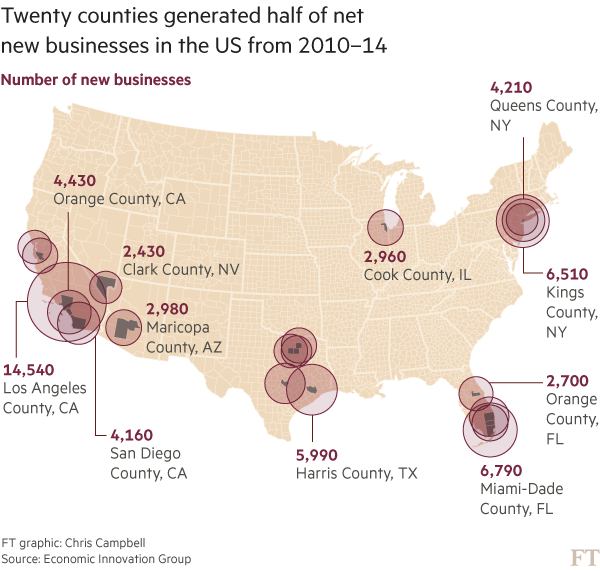 Twenty counties generated half of net
new businesses in the US from 2010–14
Number of new businesses
4,210
Queens County,
NY
4,430
Orange County, CA
2,430
Clark County, NV
2,960
Cook County, IL
6,510
Kings
County,
NY
2,980
Maricopa
County, AZ
14,540
Los Angeles
County, CA
2,700
Orange
County,
FL
4,160
San Diego
County, CA
5,990
Harris County, TX
6,790
Miami-Dade
County, FL
FT graphic: Chris Campbell
Source: Economic Innovation Group
FT